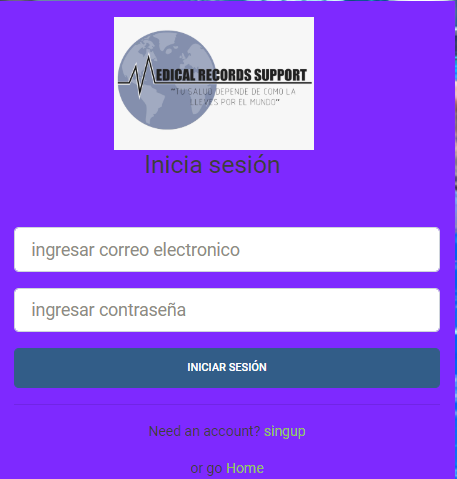 MEDICAL RECORDS SUPPORT
"TU SALUD DEPENDE DE COMO LA
LLEVES POR EL MUNDO"
Inicia sesión
ingresar correo electronico
ingresar contraseña
INICIAR SESIÓN
Need an account? singup
or go Home